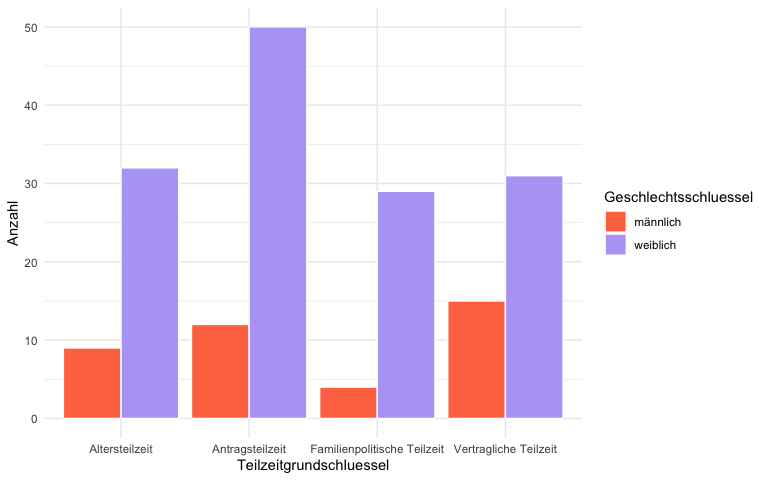 50
40
30
20
10
0
Anzahl
Altersteilzeit
Antragsteilzeit
Familienpolitische Teilzeit
Vertragliche Teilzeit
Teilzeitgrundschluessel
Geschlechtsschluessel
männlich
weiblich